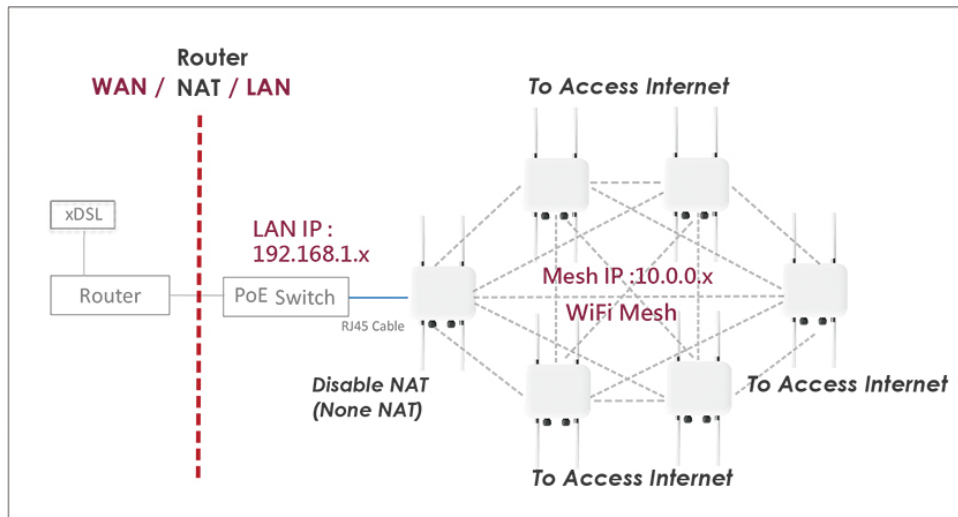 Router
WAN / NAT / LAN
To Access Internet
xDSL
LAN IP :
192.168.1.x
Router
PoE Switch
RJ45 Cable
Mesh IP :10.0.0.x
WiFi Mesh
Disable NAT
(None NAT)
To Access Internet
To Access Internet